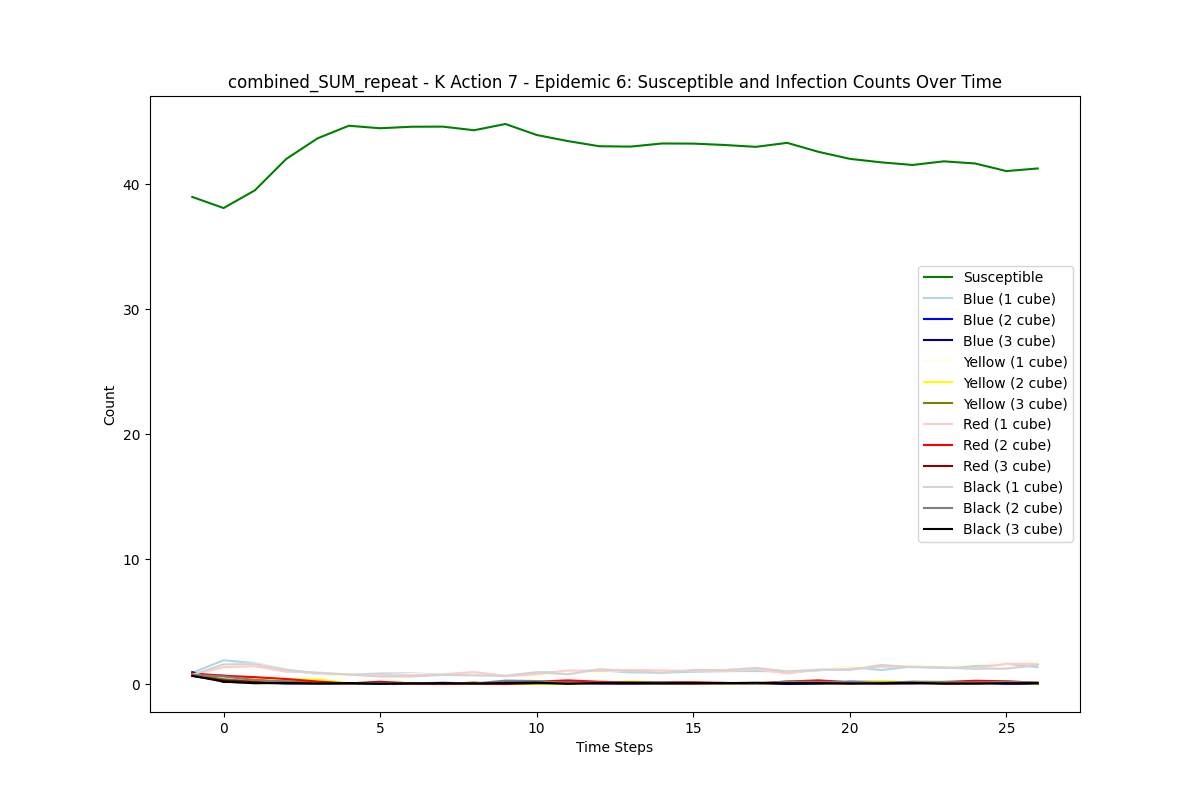 combined_SUM_repeat - K Action 7 - Epidemic 6: Susceptible and Infection Counts Over Time
Count
40
30
20
10
0
Susceptible
Blue (1 cube)
Blue (2 cube)
Blue (3 cube)
Yellow (1 cube)
Yellow (2 cube)
Yellow (3 cube)
Red (1 cube)
Red (2 cube)
Red (3 cube)
Black (1 cube)
Black (2 cube)
Black (3 cube)
0 5 10 15 20 25
Time Steps